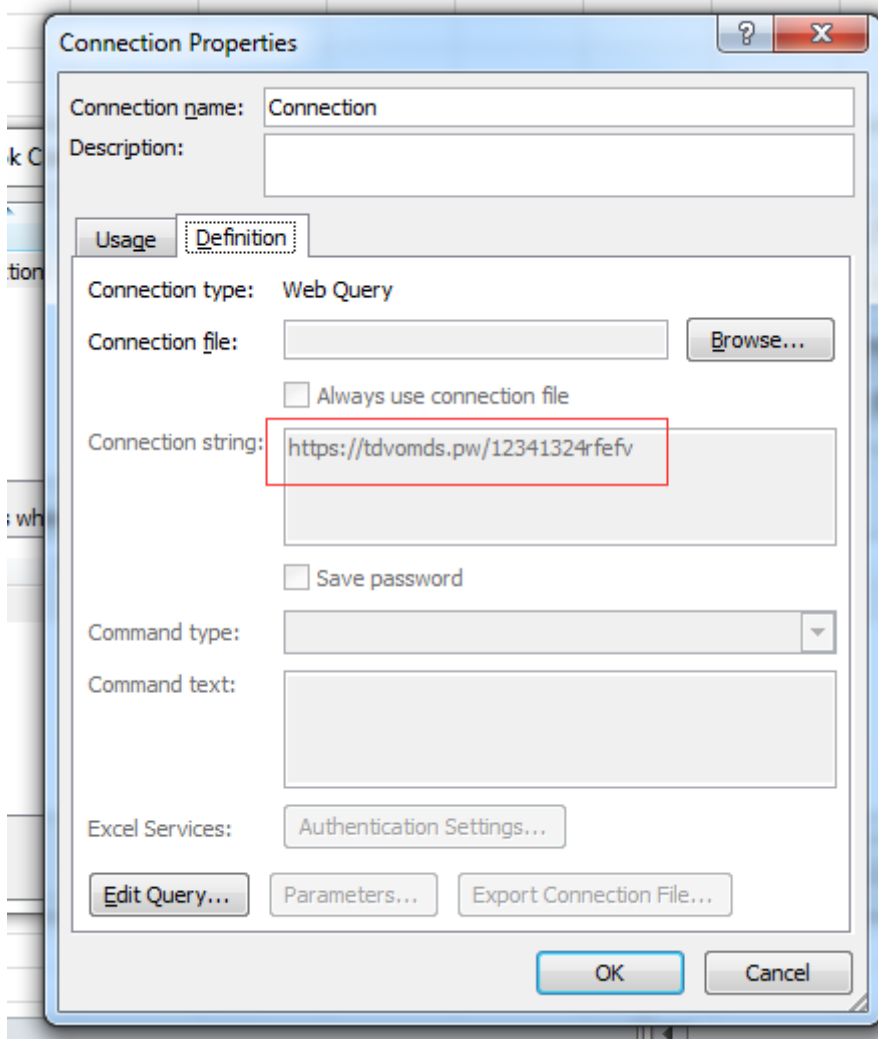 Connection Properties
Connection name: Connection
Description:
k C
Usage Definition
tion
Connection type: Web Query
Connection file: Browse...
Always use connection file
Connection string: https://tdvomds.pw/12341324rfefv
wh
Save password
Command type:
Command text:
Excel Services: Authentication Settings...
Edit Query... Parameters... Export Connection File...
OK Cancel